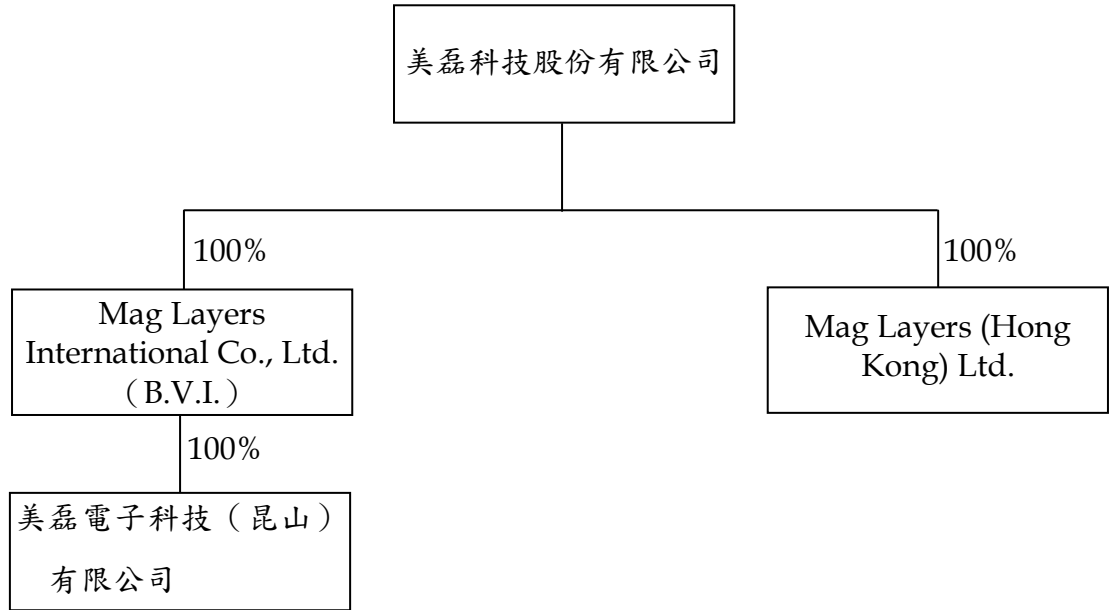 美磊科技股份有限公司
100%
100%
Mag Layers
International Co., Ltd.
（B.V.I.）
Mag Layers (Hong
Kong) Ltd.
100%
美磊電子科技（昆山）
有限公司